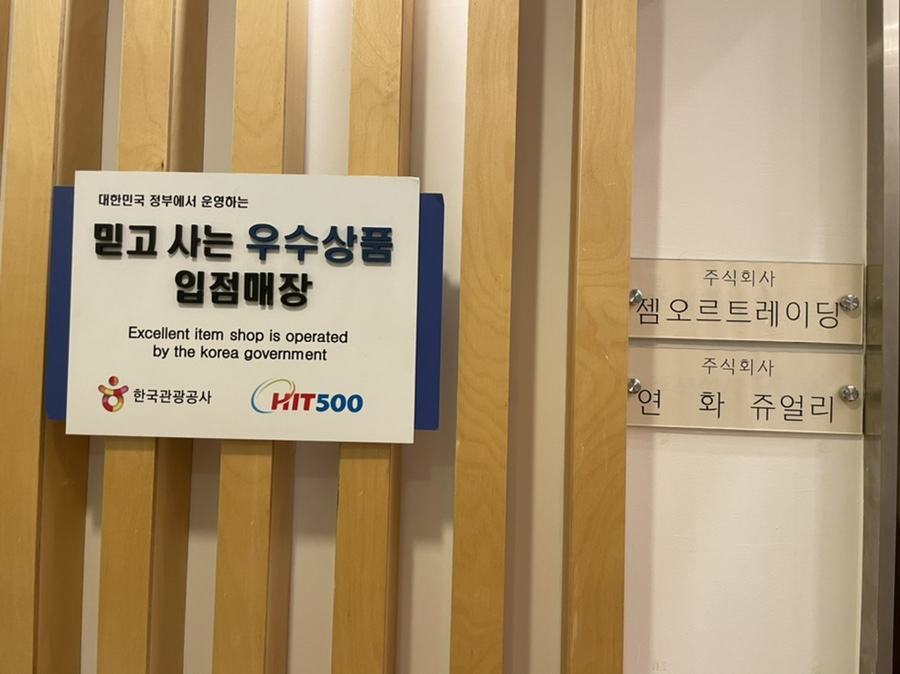 대한민국 정부에서 운영하는
믿고 사는 우수상품
입점매장
Excellent item shop is operated
by the korea government
한국관광공사
HIT500
주식회사
젬오르트레이딩
주식회사
연 화 쥬얼리